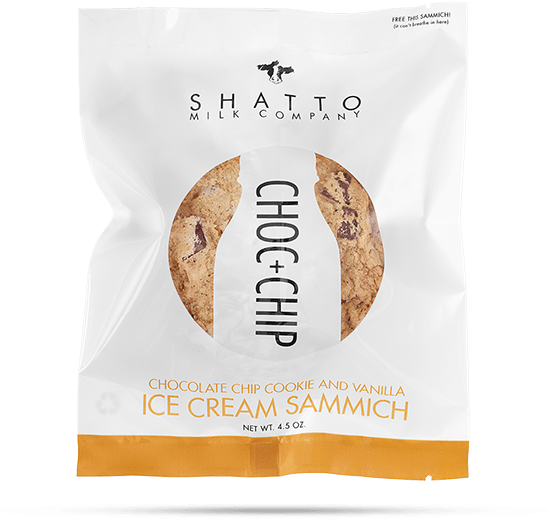 FREE THIS SAMMICH!
(it can't breathe in here)
SHATTO
MILK COMPANY
CHOC+CHIP
CHOCOLATE CHIP COOKIE AND VANILLA
ICE CREAM SAMMICH
NET WT. 4.5 OZ.